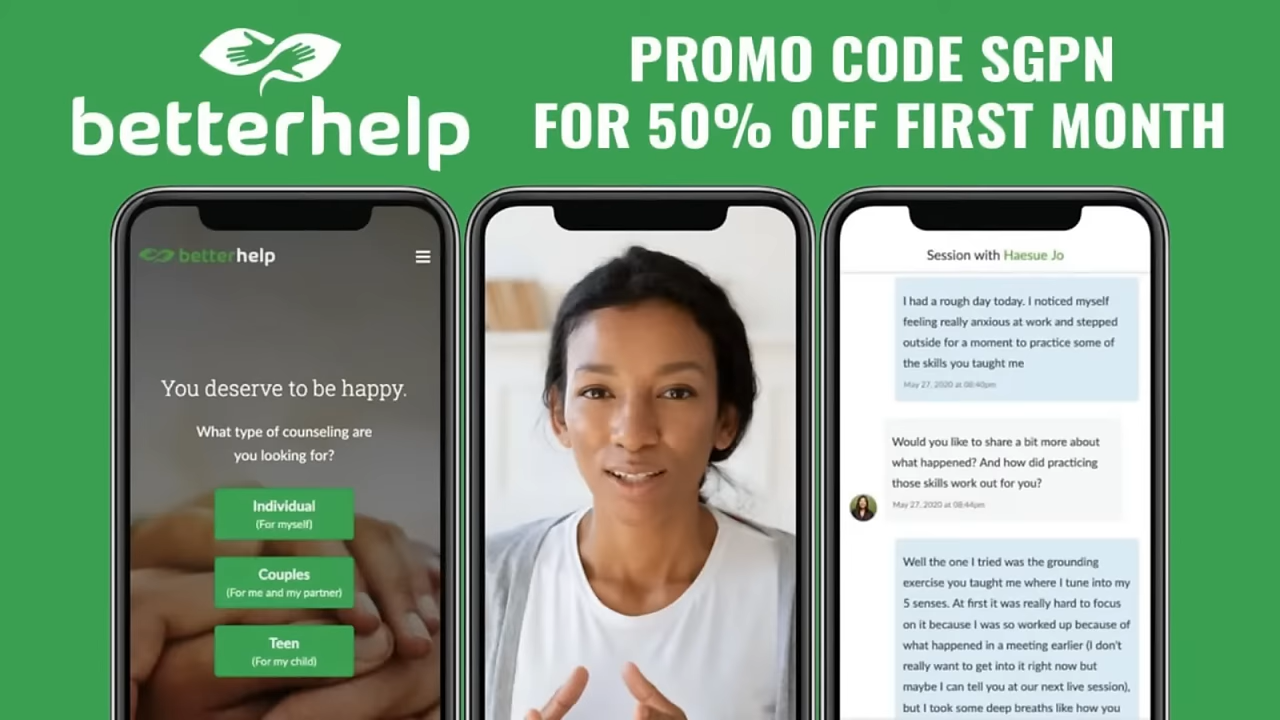 betterhelp
PROMO CODE SGPN
FOR 50% OFF FIRST MONTH
betterhelp
You deserve to be happy.
What type of counseling are
you looking for?
Individual
(For myself)
Couples
(For me and my partner)
Teen
(For my child)
Session with Haesue Jo
I had a rough day today. I noticed myself
feeling really anxious at work and stepped
outside for a moment to practice some of
the skills you taught me
May 27, 2020 at 08:40pm
Would you like to share a bit more about
what happened? And how did practicing
those skills work out for you?
May 27, 2020 at 08:44pm
Well the one I tried was the grounding
exercise you taught me where I tune into my
5 senses. At first it was really hard to focus
on it because I was so worked up because of
what happened in a meeting earlier (I don't
really want to get into it right now but
maybe I can tell you at our next live session),
but I took some deep breaths like how you